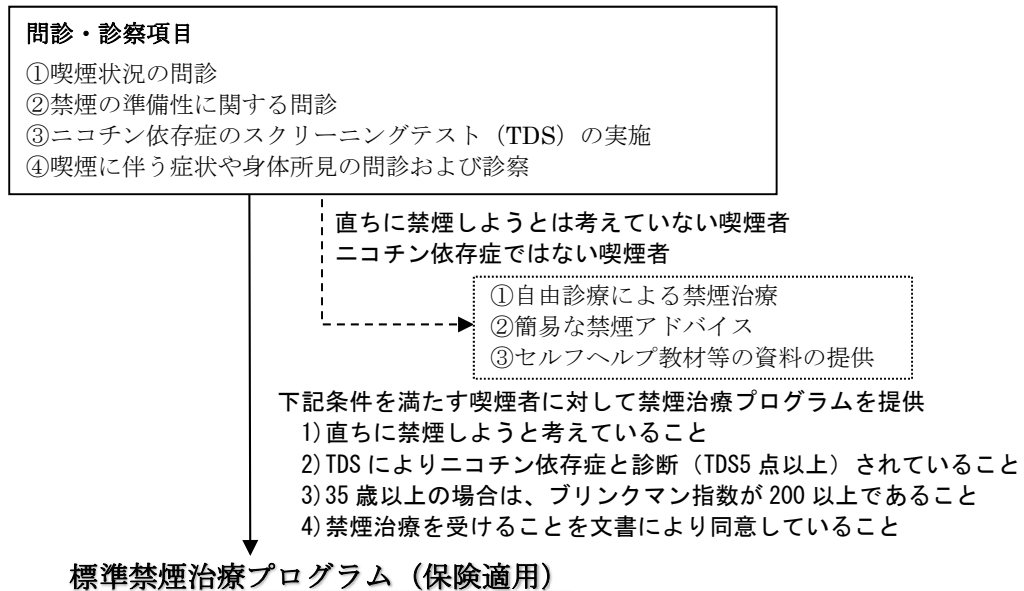 問診・診察項目
①喫煙状況の問診
②禁煙の準備性に関する問診
③ニコチン依存症のスクリーニングテスト（TDS）の実施
④喫煙に伴う症状や身体所見の問診および診察
直ちに禁煙しようとは考えていない喫煙者
ニコチン依存症ではない喫煙者
①自由診療による禁煙治療
②簡易な禁煙アドバイス
③セルフヘルプ教材等の資料の提供
下記条件を満たす喫煙者に対して禁煙治療プログラムを提供
1)直ちに禁煙しようと考えていること
2)TDSによりニコチン依存症と診断（TDS5点以上）されていること
3)35歳以上の場合は、ブリンクマン指数が200以上であること
4)禁煙治療を受けることを文書により同意していること
標準禁煙治療プログラム（保険適用）